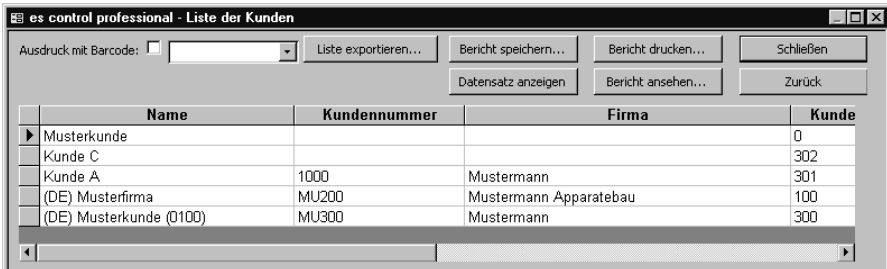 es control professional - Liste der Kunden
Ausdruck mit Barcode: Liste exportieren... Bericht speichern... Bericht drucken... Schließen
Datensatz anzeigen Bericht ansehen... Zurück
Name Kundennummer Firma Kunde
Musterkunde 0
Kunde C 302
Kunde A 1000 Mustermann 301
(DE) Musterfirma MU200 Mustermann Apparatebau 100
(DE) Musterkunde (0100) MU300 Mustermann 300